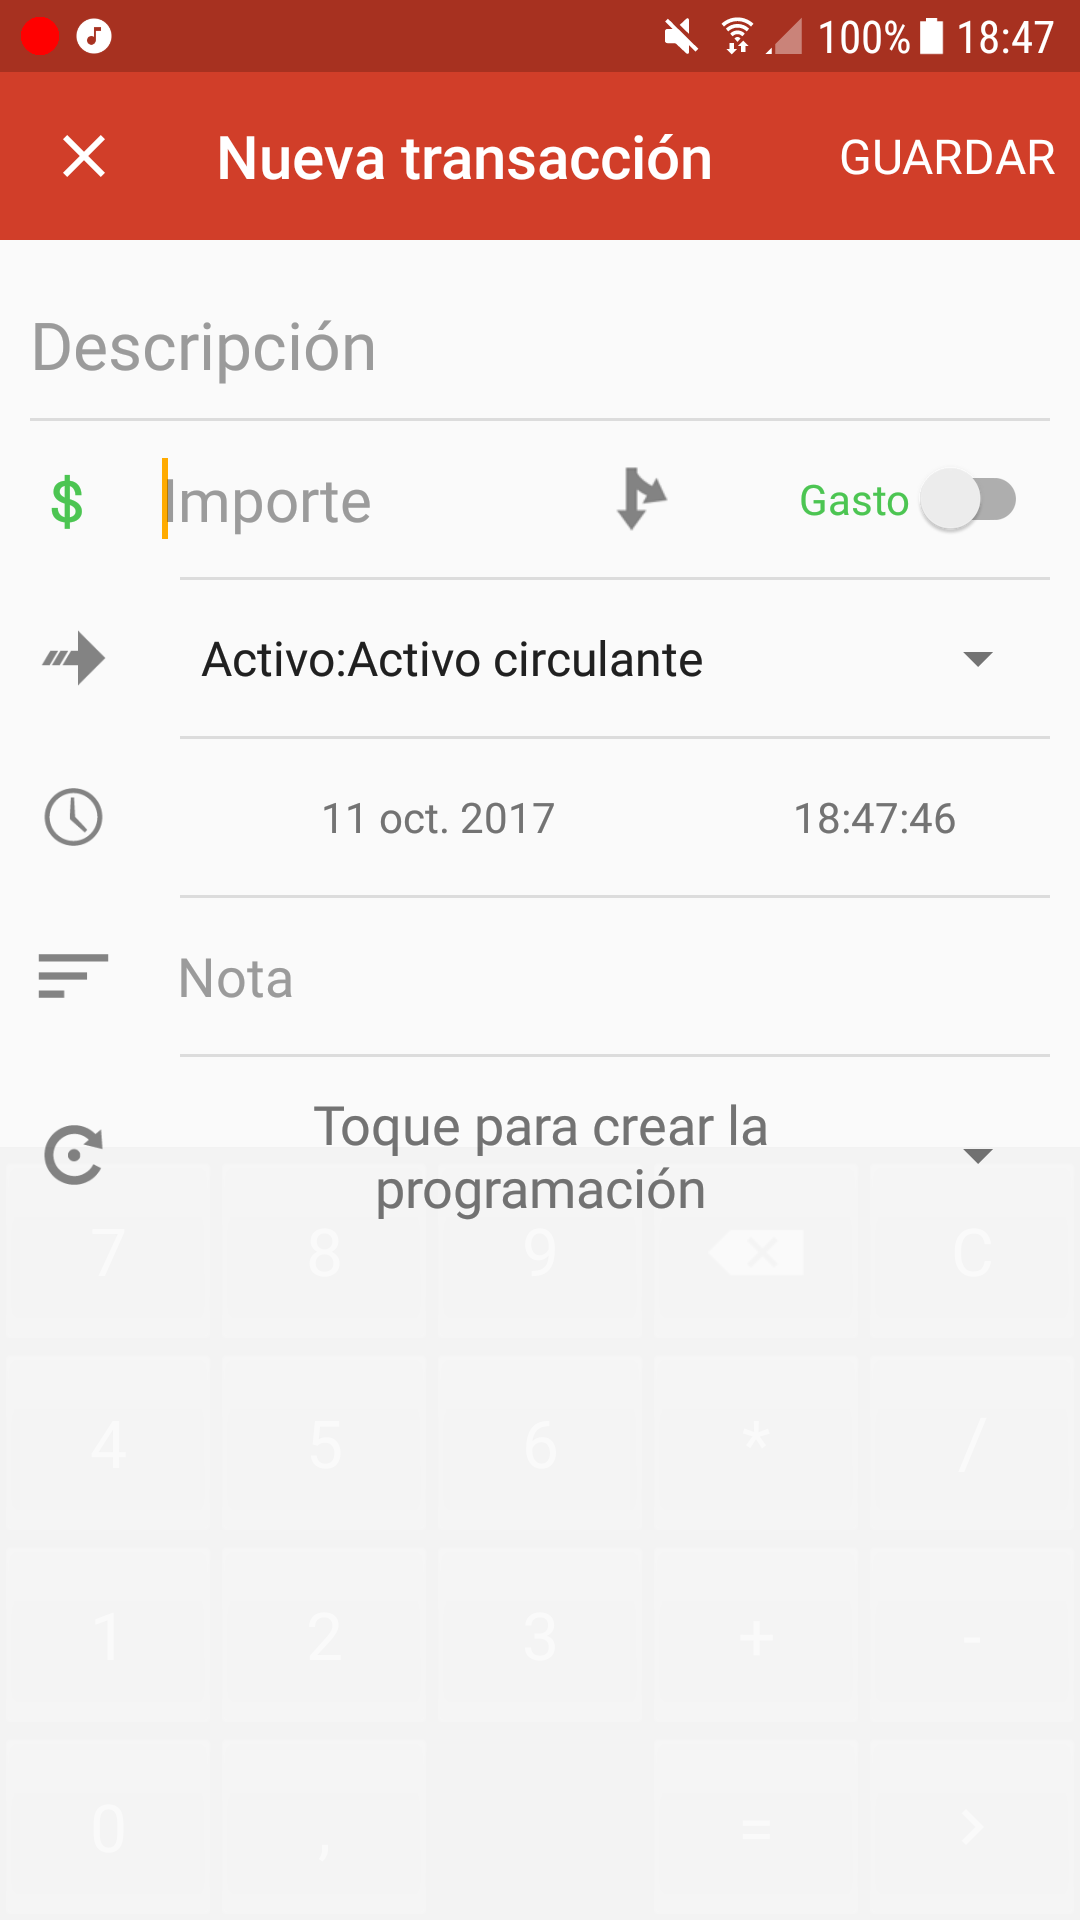 100% 18:47
Nueva transacción GUARDAR
Descripción
$ Importe Gasto
Activo:Activo circulante
11 oct. 2017 18:47:46
Nota
Toque para crear la
programación
7 8 9 C
4 5 6 * /
1 2 3 + -
0 , = >